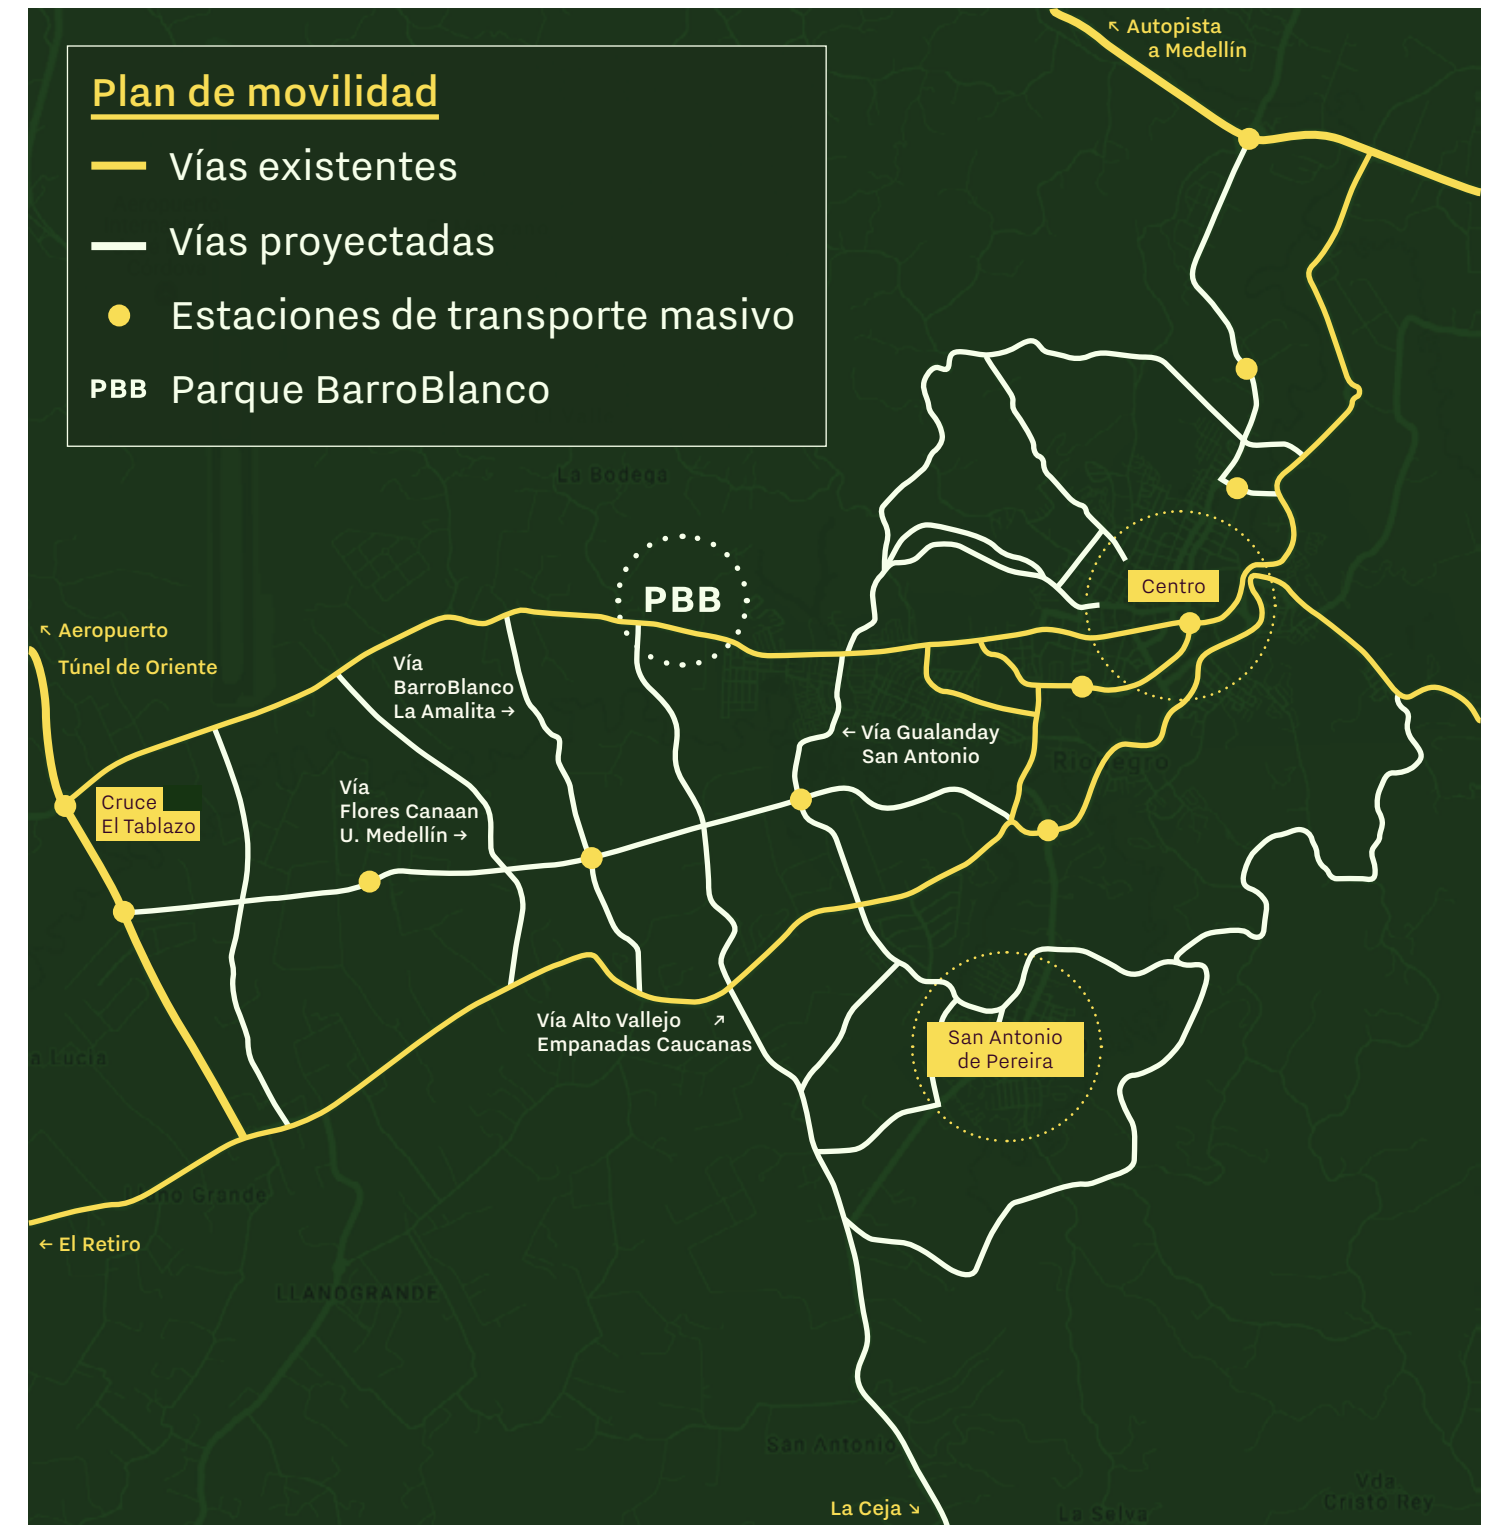 ↖ Autopista
a Medellín
Plan de movilidad
Vías existentes
Vías proyectadas
Estaciones de transporte masivo
PBB Parque BarroBlanco
La Bodega
Centro
PBB
↖ Aeropuerto
Túnel de Oriente
Vía
BarroBlanco
La Amalita →
← Vía Gualanday
San Antonio
Rionegro
Vía
Flores Canaan
U. Medellín →
Cruce
El Tablazo
Vía Alto Vallejo ↗
Empanadas Caucanas
San Antonio
de Pereira
a Lucia
Llano Grande
← El Retiro
LLANOGRANDE
San Antonio
Vda
Cristo Rey
La Ceja ↘
La Selva